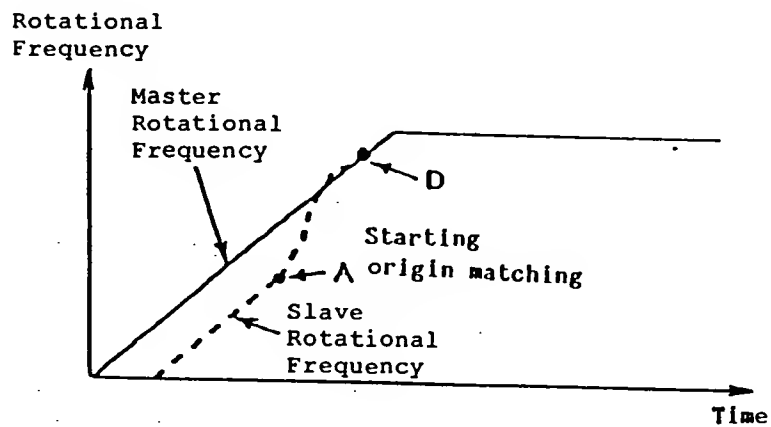 Rotational
Frequency
Master
Rotational
Frequency
D
Starting
A origin matching
Slave
Rotational
Frequency
Time